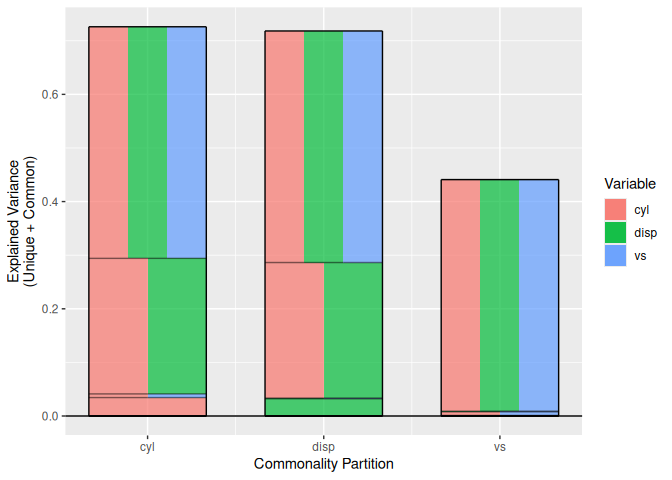 0.6
0.4
0.2
0.0
Explained Variance
(Unique + Common)
cyl
disp
vs
Commonality Partition
Variable
cyl
disp
vs